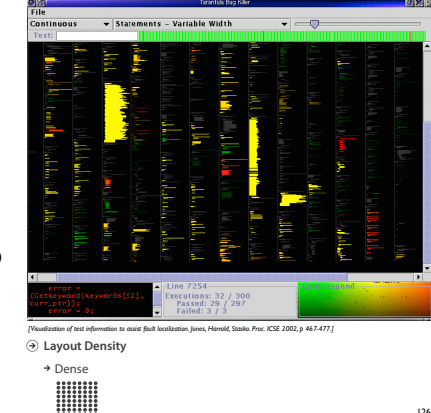 Tarantula Bug Killer
File
Continuous Statements - Variable Width
Test:
error =
(GetKeyword(keywords[52],
curr_ptr));
error = 0;
Line 7254
Executions: 32 / 300
Passed: 29 / 297
Failed: 3 / 3
Legend
[Visualization of test information to assist fault localization. Jones, Harrold, Stasko. Proc. ICSE 2002, p 467-477.]
Layout Density
Dense
126